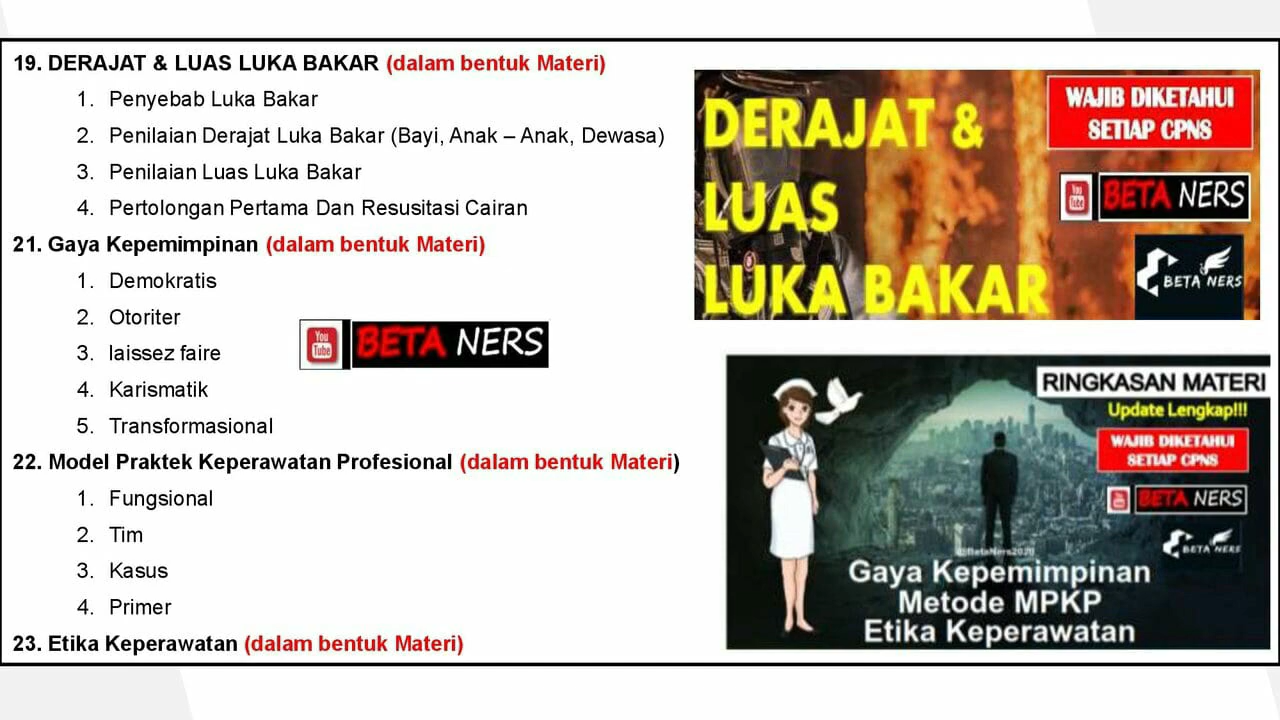 19. DERAJAT & LUAS LUKA BAKAR (dalam bentuk Materi)
1. Penyebab Luka Bakar
2. Penilaian Derajat Luka Bakar (Bayi, Anak – Anak, Dewasa)
3. Penilaian Luas Luka Bakar
4. Pertolongan Pertama Dan Resusitasi Cairan
21. Gaya Kepemimpinan (dalam bentuk Materi)
1. Demokratis
2. Otoriter
3. laissez faire
4. Karismatik
5. Transformasional
22. Model Praktek Keperawatan Profesional (dalam bentuk Materi)
1. Fungsional
2. Tim
3. Kasus
4. Primer
23. Etika Keperawatan (dalam bentuk Materi)
You Tube BETA NERS
DERAJAT &
LUAS
LUKA BAKAR
WAJIB DIKETAHUI
SETIAP CPNS
You Tube BETA NERS
BETA NERS
RINGKASAN MATERI
Update Lengkap!!!
WAJIB DIKETAHUI
SETIAP CPNS
BETA NERS
BETA NERS
@BetaNers2020
Gaya Kepemimpinan
Metode MPKP
Etika Keperawatan